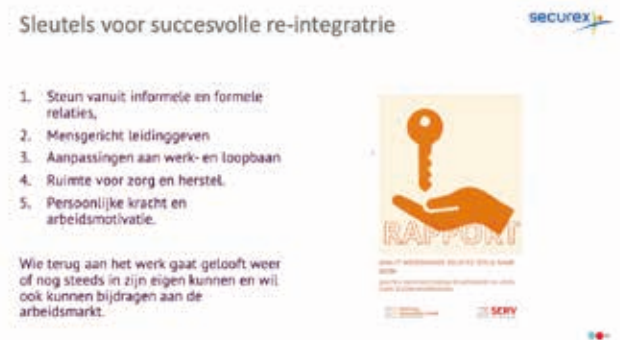 Sleutels voor succesvolle re-integratrie
securex
1. Steun vanuit informele en formele
relaties,
2. Mensgericht leidinggeven
3. Aanpassingen aan werk- en loopbaan
4. Ruimte voor zorg en herstel.
5. Persoonlijke kracht en
arbeidsmotivatie.
Wie terug aan het werk gaat gelooft weer
of nog steeds in zijn eigen kunnen en wil
ook kunnen bijdragen aan de
arbeidsmarkt.
RAPPORT
SERV